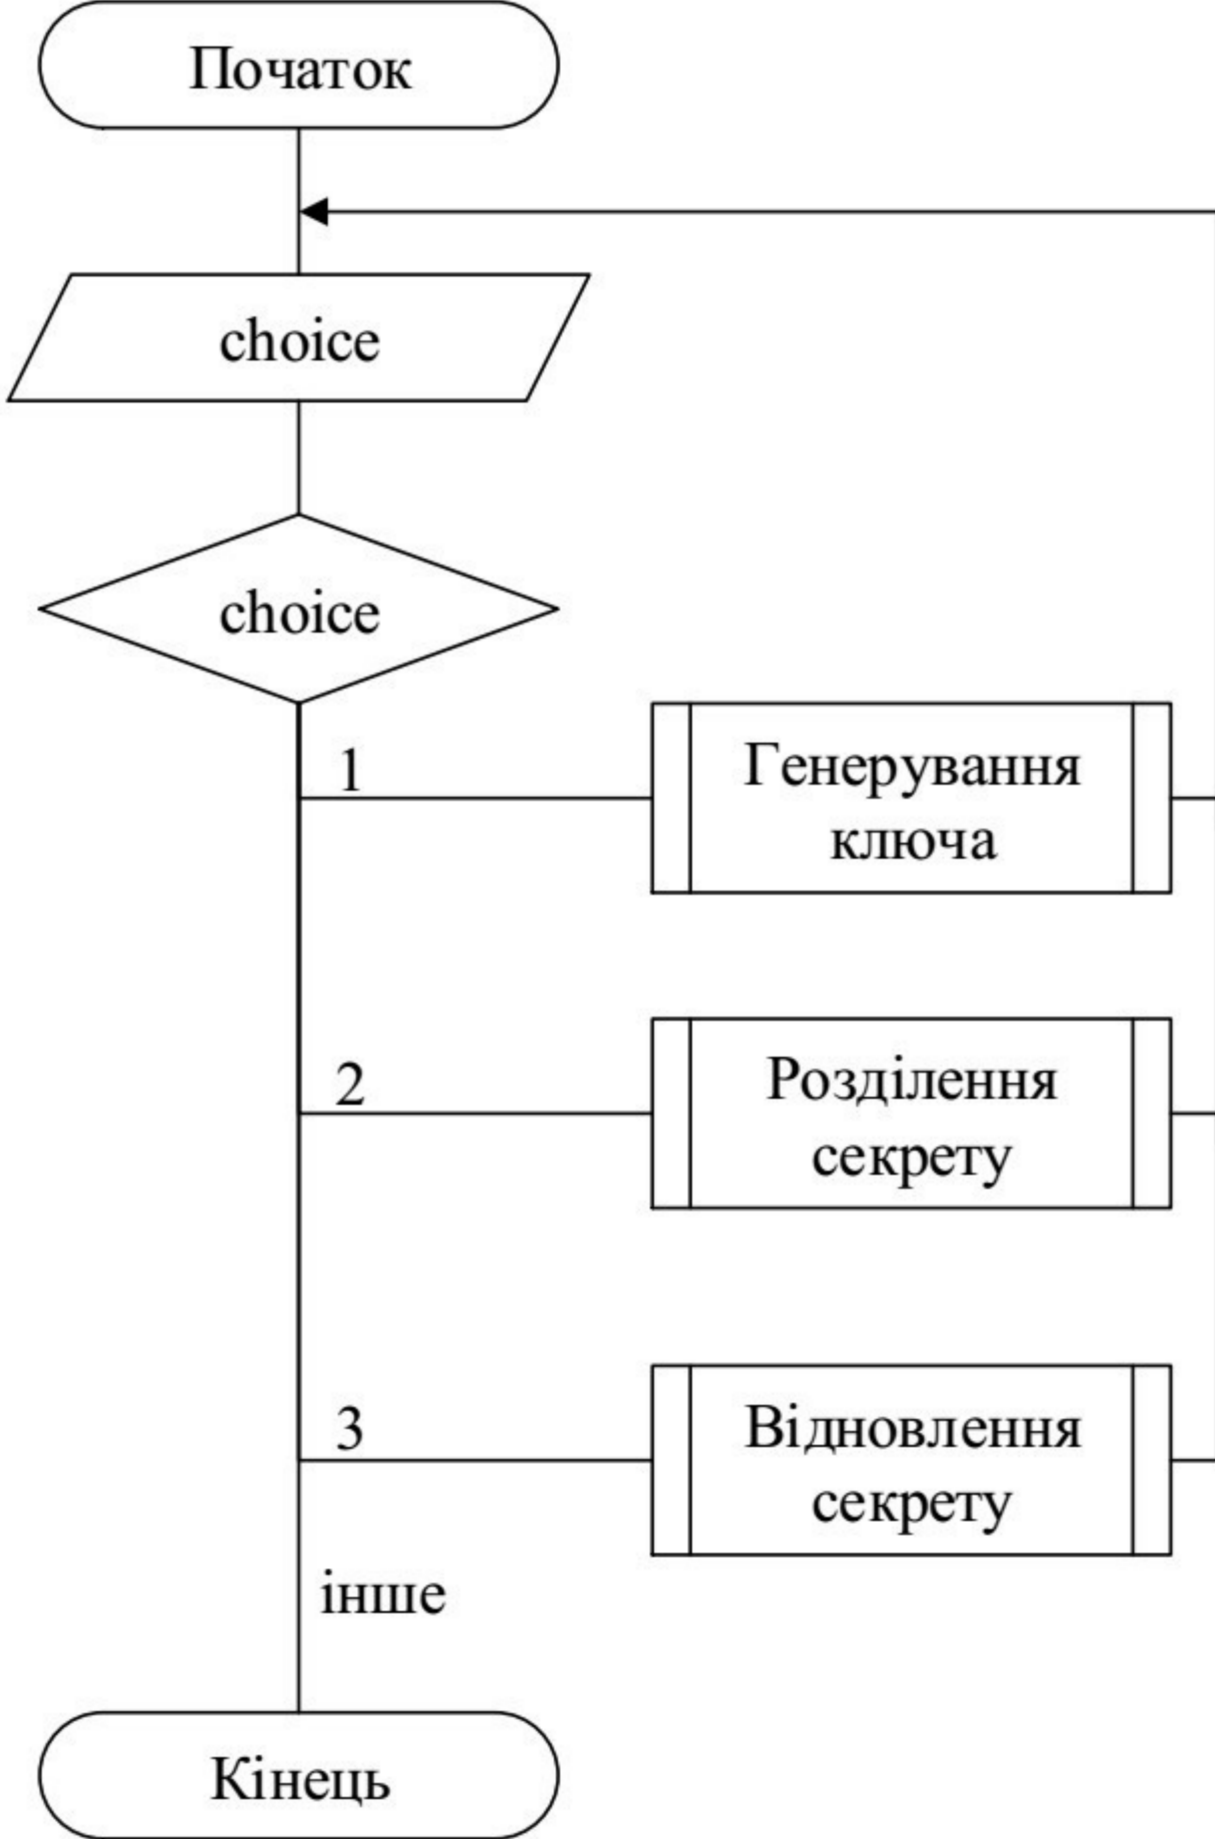 Початок
choice
choice
1
Генерування
ключа
2
Розділення
секрету
3
Відновлення
секрету
інше
Кінець